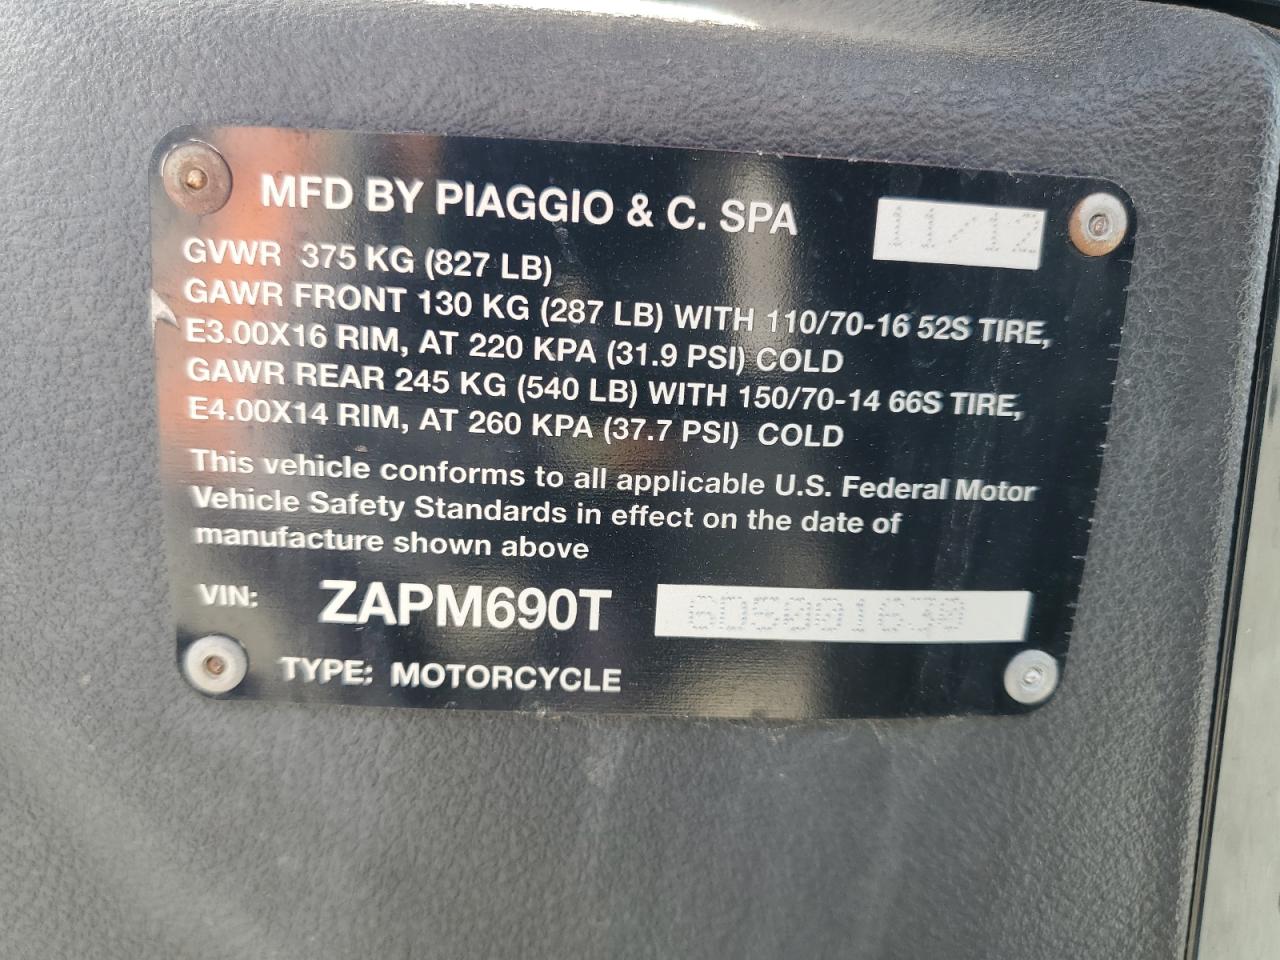 MFD BY PIAGGIO & C. SPA 11/12
GVWR 375 KG (827 LB)
GAWR FRONT 130 KG (287 LB) WITH 110/70-16 52S TIRE,
E3.00X16 RIM, AT 220 KPA (31.9 PSI) COLD
GAWR REAR 245 KG (540 LB) WITH 150/70-14 66S TIRE,
E4.00X14 RIM, AT 260 KPA (37.7 PSI) COLD
This vehicle conforms to all applicable U.S. Federal Motor
Vehicle Safety Standards in effect on the date of
manufacture shown above
VIN: ZAPM690T 6D5001630
TYPE: MOTORCYCLE